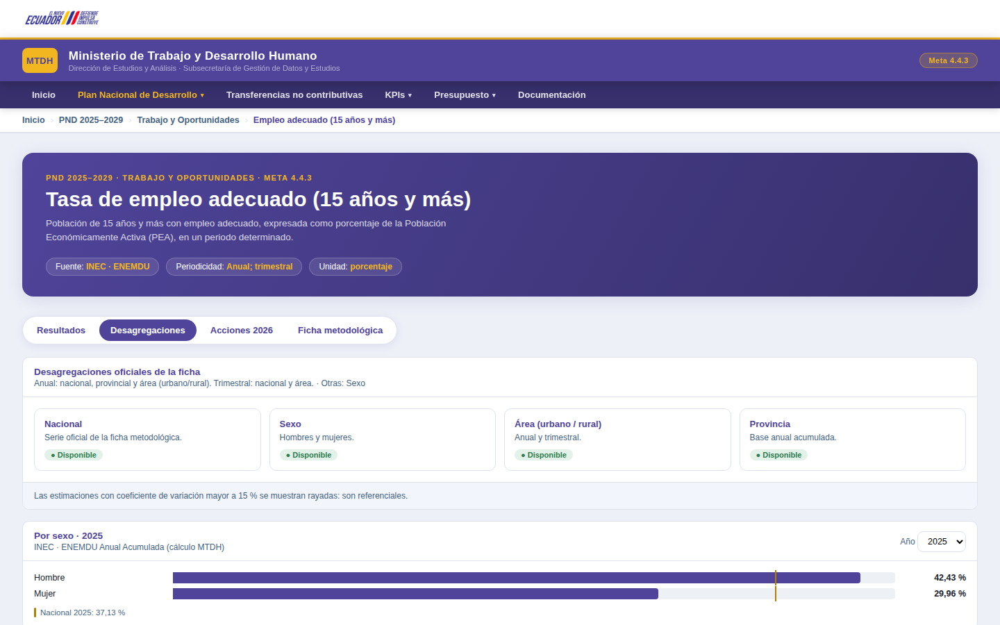 EL NUEVO
ECUADOR
DEFIENDE
IMPULSA
CONSTRUYE
MTDH
Ministerio de Trabajo y Desarrollo Humano
Dirección de Estudios y Análisis · Subsecretaría de Gestión de Datos y Estudios
Meta 4.4.3
Inicio Plan Nacional de Desarrollo ▾ Transferencias no contributivas KPIs ▾ Presupuesto ▾ Documentación
Inicio › PND 2025–2029 › Trabajo y Oportunidades › Empleo adecuado (15 años y más)
PND 2025–2029 · TRABAJO Y OPORTUNIDADES · META 4.4.3
Tasa de empleo adecuado (15 años y más)
Población de 15 años y más con empleo adecuado, expresada como porcentaje de la Población
Económicamente Activa (PEA), en un periodo determinado.
Fuente: INEC · ENEMDU Periodicidad: Anual; trimestral Unidad: porcentaje
Resultados Desagregaciones Acciones 2026 Ficha metodológica
Desagregaciones oficiales de la ficha
Anual: nacional, provincial y área (urbano/rural). Trimestral: nacional y área. · Otras: Sexo
Nacional
Serie oficial de la ficha metodológica.
● Disponible
Sexo
Hombres y mujeres.
● Disponible
Área (urbano / rural)
Anual y trimestral.
● Disponible
Provincia
Base anual acumulada.
● Disponible
Las estimaciones con coeficiente de variación mayor a 15 % se muestran rayadas: son referenciales.
Por sexo · 2025
INEC · ENEMDU Anual Acumulada (cálculo MTDH)
Año 2025
Hombre 42,43 %
Mujer 29,96 %
Nacional 2025: 37,13 %